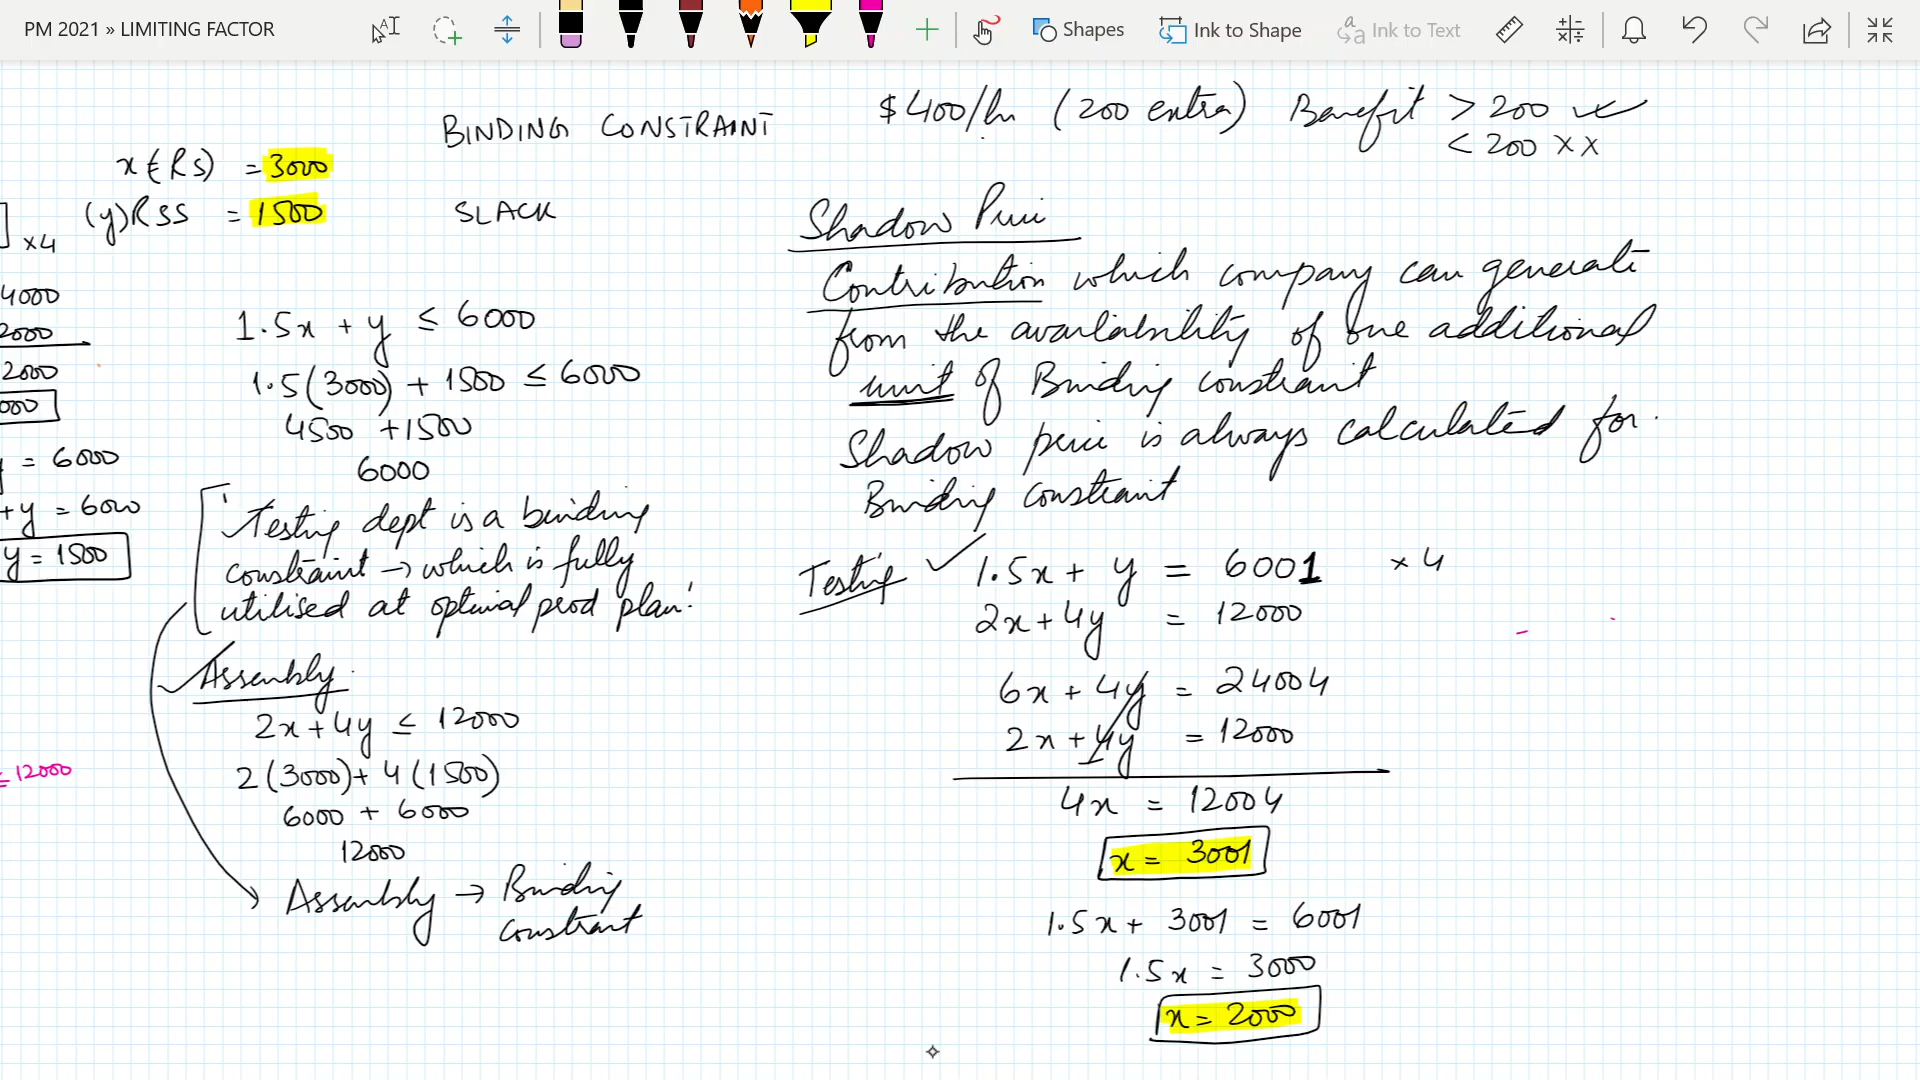 PM 2021 » LIMITING FACTOR
Shapes
Ink to Shape
Ink to Text
BINDING CONSTRAINT
x (RS) = 3000
(y) RSS = 1500
SLACK
x4
4000
2000
2000
000
y = 6000
+y = 6000
y = 1500
≤ 12000
1.5x + y ≤ 6000
1.5(3000) + 1500 ≤ 6000
4500 + 1500
6000
Testing dept is a binding
constraint → which is fully
utilised at optimal prod plan!
Assembly
2x + 4y ≤ 12000
2(3000) + 4(1500)
6000 + 6000
12000
Assembly → Binding
constraint
$400/hr (200 extra) Benefit > 200 ✓
< 200 XX
Shadow Price
Contribution which company can generate
from the availability of one additional
unit of Binding constraint
Shadow price is always calculated for
Binding constraint
Testing ✓ 1.5x + y = 6001 x 4
2x + 4y = 12000
6x + 4y = 24004
2x + 4y = 12000
4x = 12004
x = 3001
1.5x + 3001 = 6001
1.5x = 3000
x = 2000